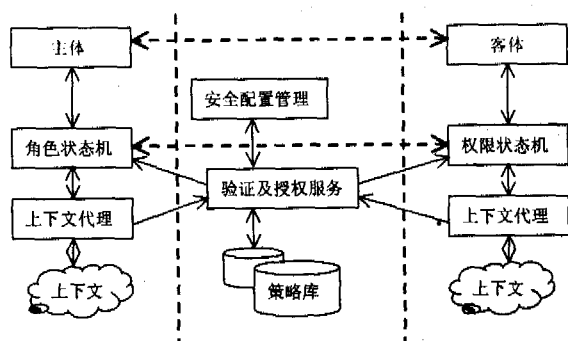 主体
客体
安全配置管理
角色状态机
权限状态机
验证及授权服务
上下文代理
上下文代理
上下文
策略库
上下文